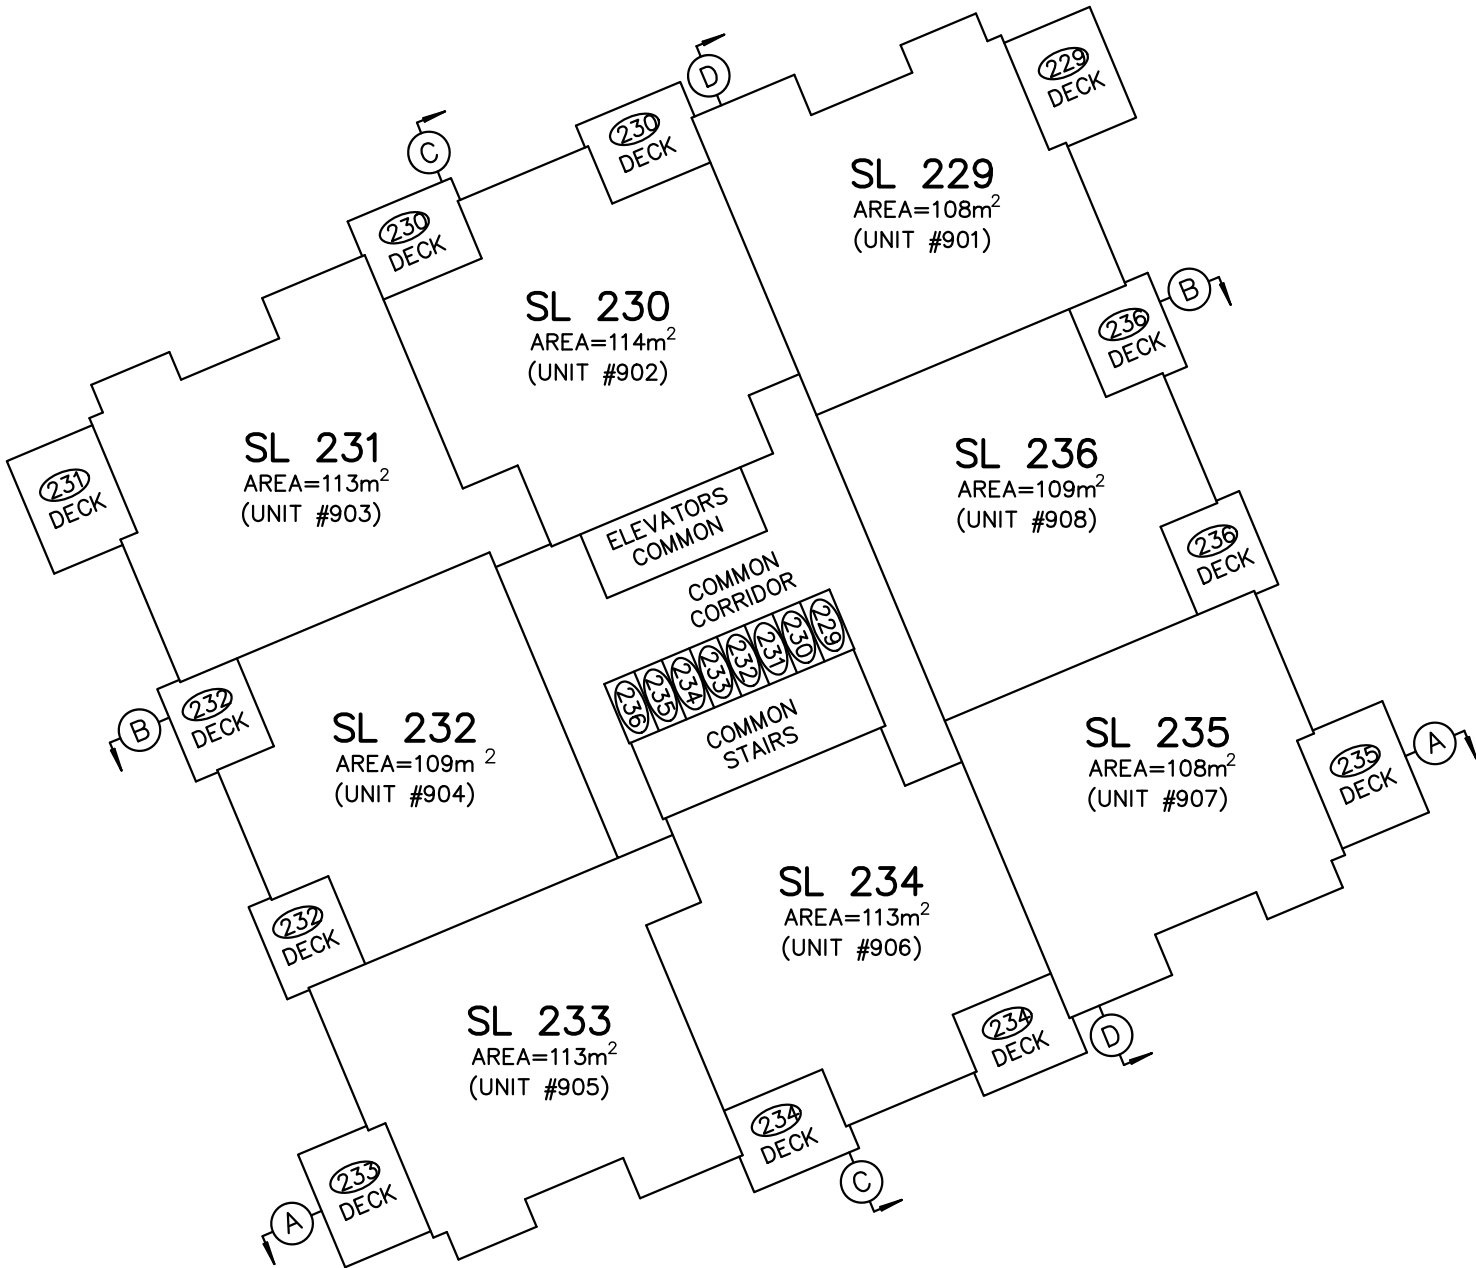 229
DECK
D
230
DECK
C
SL 229
AREA=108m²
(UNIT #901)
230
DECK
B
SL 230
AREA=114m²
(UNIT #902)
236
DECK
SL 231
AREA=113m²
(UNIT #903)
231
DECK
SL 236
AREA=109m²
(UNIT #908)
ELEVATORS
COMMON
236
DECK
COMMON
CORRIDOR
236 235 234 233 232 231 230 229
232
DECK
B
SL 232
AREA=109m ²
(UNIT #904)
COMMON
STAIRS
SL 235
AREA=108m²
(UNIT #907)
235
DECK
A
SL 234
AREA=113m²
(UNIT #906)
232
DECK
SL 233
AREA=113m²
(UNIT #905)
234
DECK
D
234
DECK
C
233
DECK
A